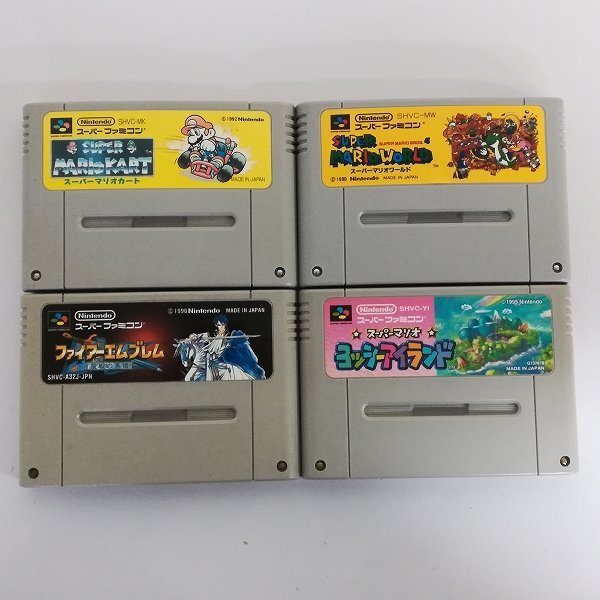 Nintendo SHVC-MK
スーパーファミコン
© 1992 Nintendo
SUPER
MARIO KART
スーパーマリオカート
MADE IN JAPAN
Nintendo SHVC-MW
スーパーファミコン
SUPER MARIO BROS. 4
SUPER
MARIO WORLD
スーパーマリオワールド
© 1990 Nintendo MADE IN JAPAN
Nintendo
スーパーファミコン
© 1996 Nintendo MADE IN JAPAN
ファイアーエムブレム
SHVC-A32J-JPN
Nintendo SHVC-YI
スーパーファミコン
© 1995 Nintendo
スーパーマリオ
ヨッシーアイランド
MADE IN JAPAN